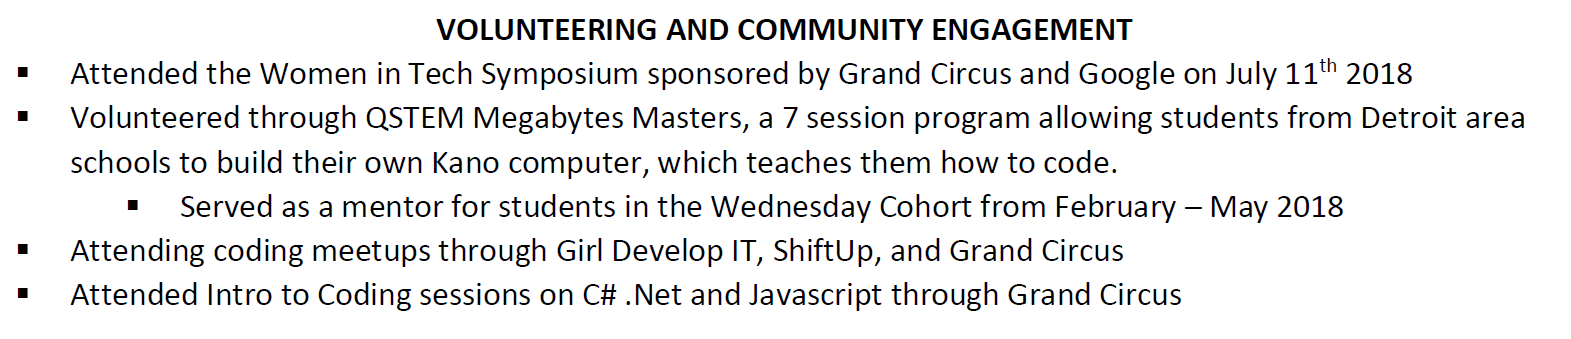 VOLUNTEERING AND COMMUNITY ENGAGEMENT
▪ Attended the Women in Tech Symposium sponsored by Grand Circus and Google on July 11th 2018
▪ Volunteered through QSTEM Megabytes Masters, a 7 session program allowing students from Detroit area
schools to build their own Kano computer, which teaches them how to code.
▪ Served as a mentor for students in the Wednesday Cohort from February – May 2018
▪ Attending coding meetups through Girl Develop IT, ShiftUp, and Grand Circus
▪ Attended Intro to Coding sessions on C# .Net and Javascript through Grand Circus